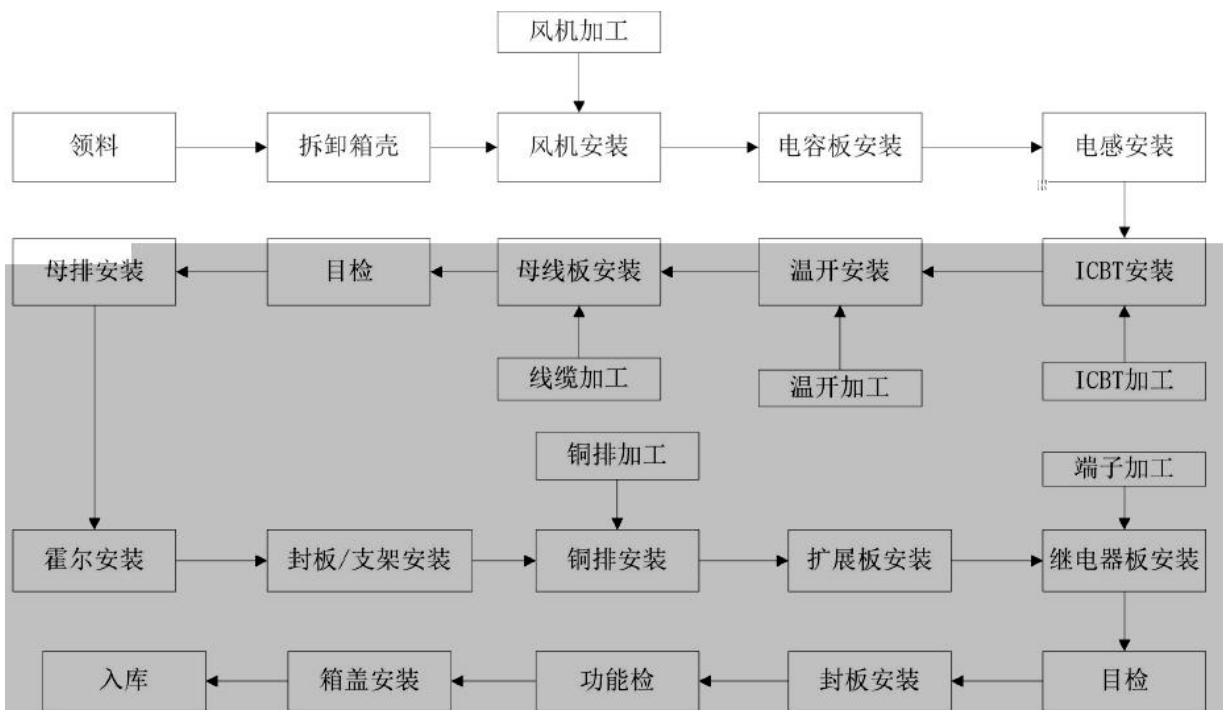 风机加工
领料
拆卸箱壳
风机安装
电容板安装
电感安装
母排安装
目检
母线板安装
温开安装
ICBT安装
线缆加工
温开加工
ICBT加工
铜排加工
端子加工
霍尔安装
封板/支架安装
铜排安装
扩展板安装
继电器板安装
入库
箱盖安装
功能检
封板安装
目检